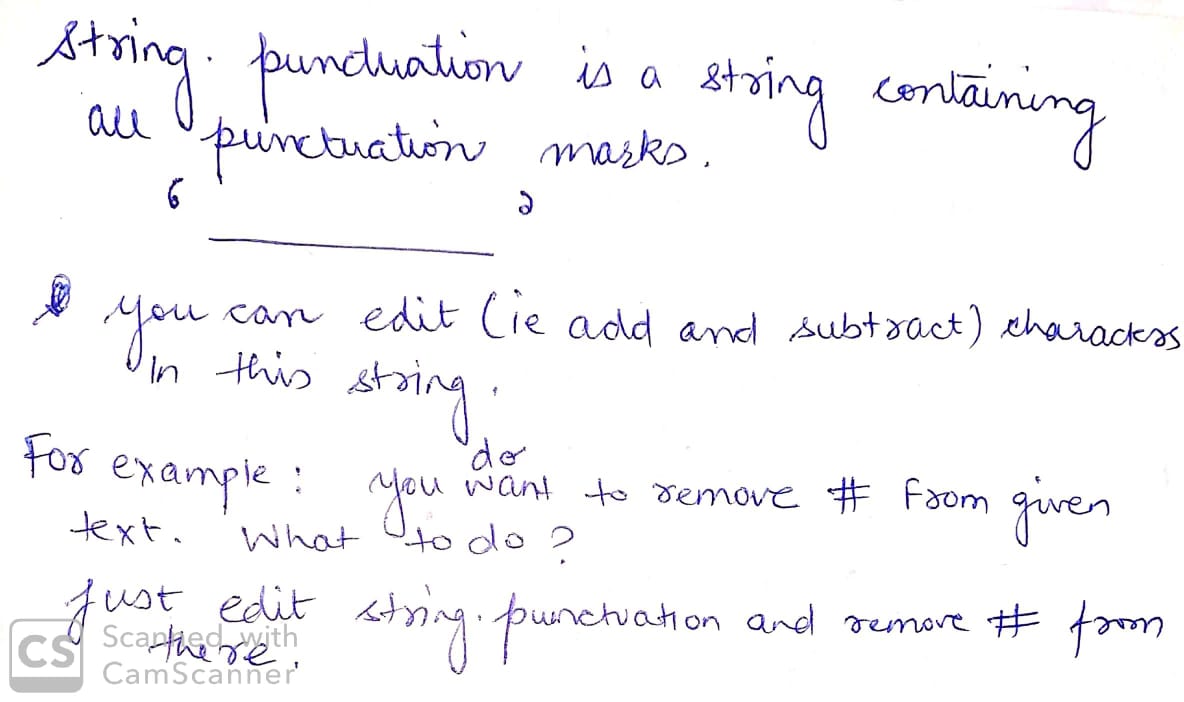 string. punctuation is a string containing
all punctuation marks.
6 2
you can edit (ie add and subtract) characters
in this string.
do
For example : you want to remove # from given
text. What to do ?
Just edit string. punctuation and remove # from
there.
CS Scanned with
CamScanner